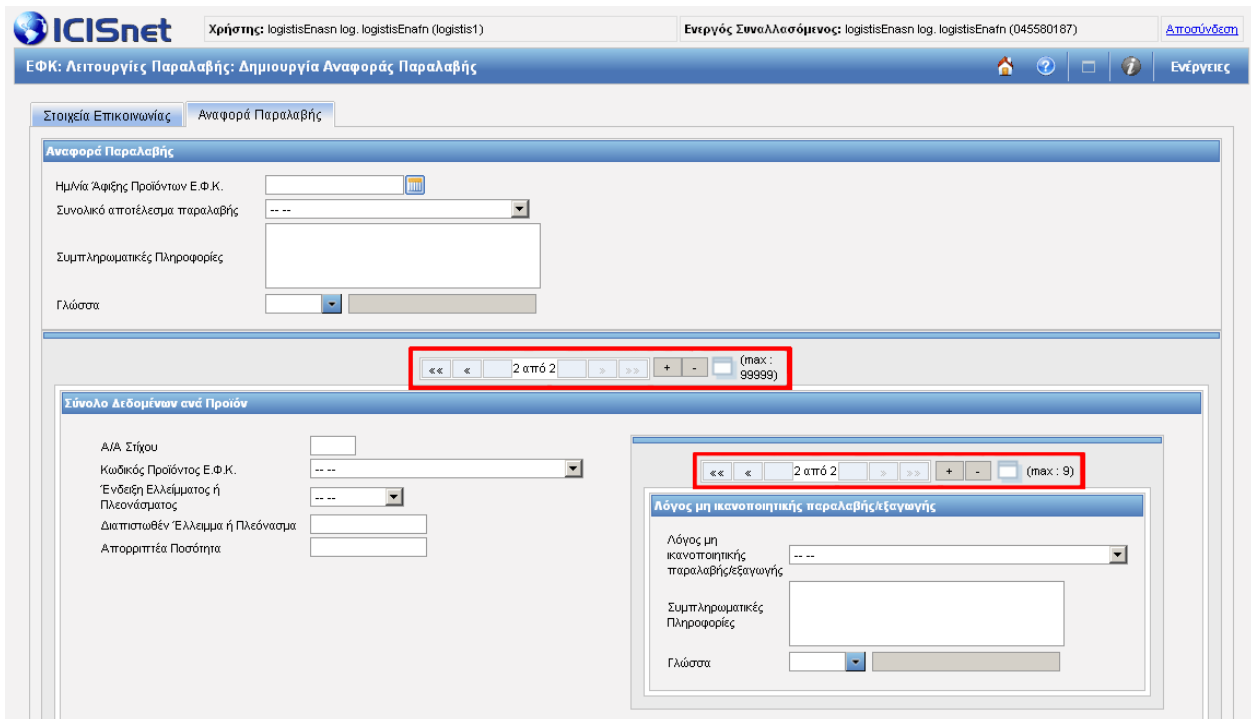 ICISnet Χρήστης: logistisEnasn log. logistisEnafn (logistis1) Ενεργός Συναλλασόμενος: logistisEnasn log. logistisEnafn (045580187) Αποσύνδεση
ΕΦΚ: Λειτουργίες Παραλαβής: Δημιουργία Αναφοράς Παραλαβής Ενέργειες
Στοιχεία Επικοινωνίας Αναφορά Παραλαβής
Αναφορά Παραλαβής
Ημ/νία Άφιξης Προϊόντων Ε.Φ.Κ.
Συνολικό αποτέλεσμα παραλαβής -- --
Συμπληρωματικές Πληροφορίες
Γλώσσα
«« « 2 από 2 » »» + - (max :
99999)
Σύνολο Δεδομένων ανά Προϊόν
Α/Α Στίχου
Κωδικός Προϊόντος Ε.Φ.Κ. -- --
Ένδειξη Ελλείμματος ή
Πλεονάσματος -- --
Διαπιστωθέν Έλλειμμα ή Πλεόνασμα
Απορριπτέα Ποσότητα
«« « 2 από 2 » »» + - (max : 9)
Λόγος μη ικανοποιητικής παραλαβής/εξαγωγής
Λόγος μη
ικανοποιητικής -- --
παραλαβής/εξαγωγής
Συμπληρωματικές
Πληροφορίες
Γλώσσα